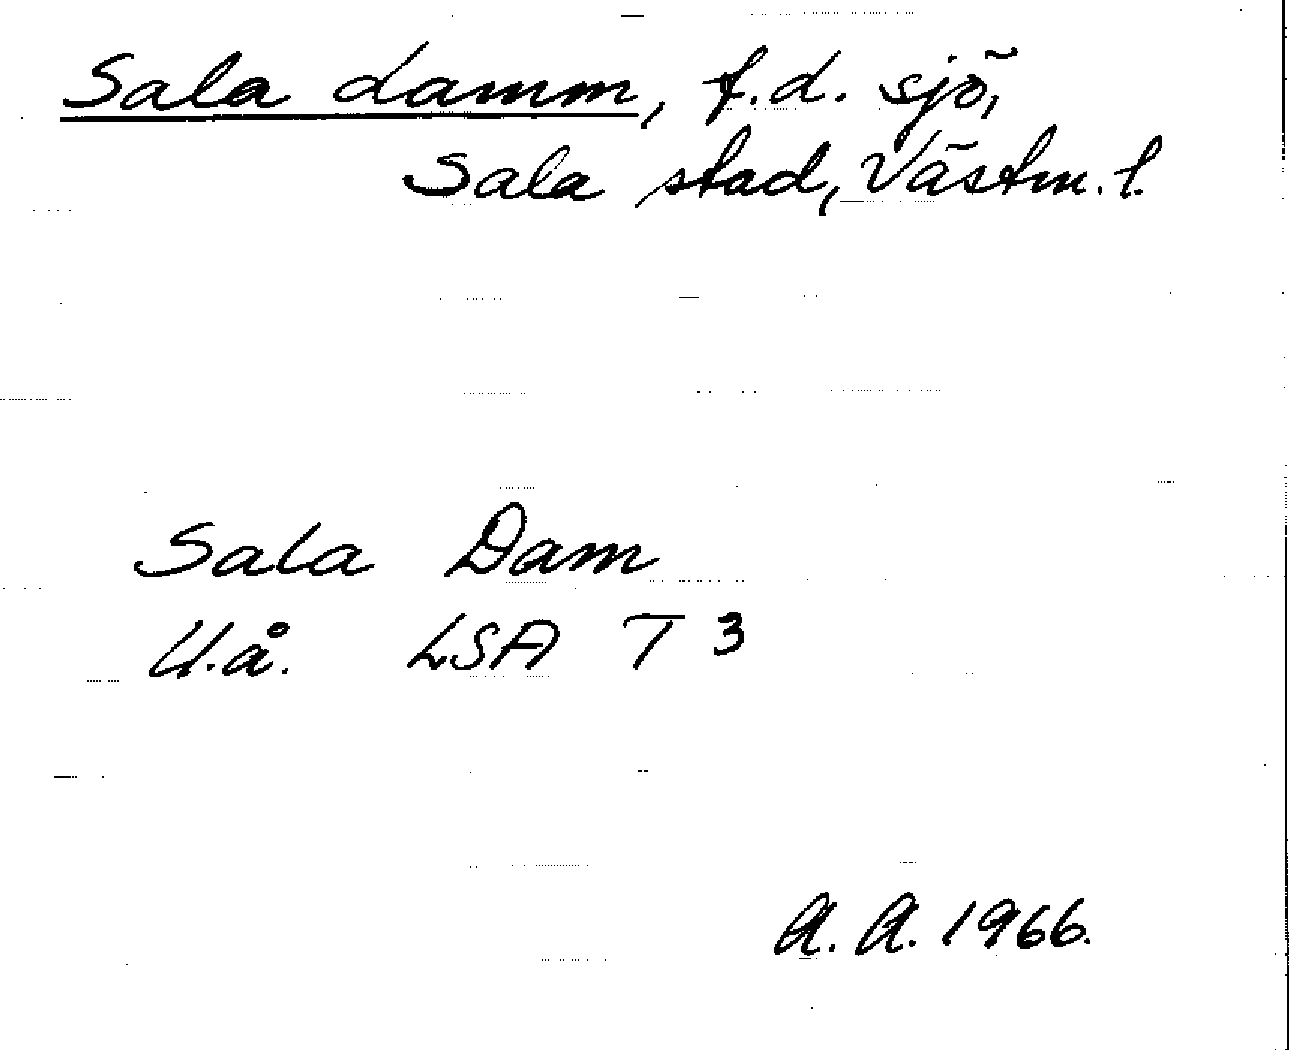 Sala damm, f.d. sjö,
Sala stad, Västm. l.
Sala Dam
U.å. LSA T 3
A. A. 1966.